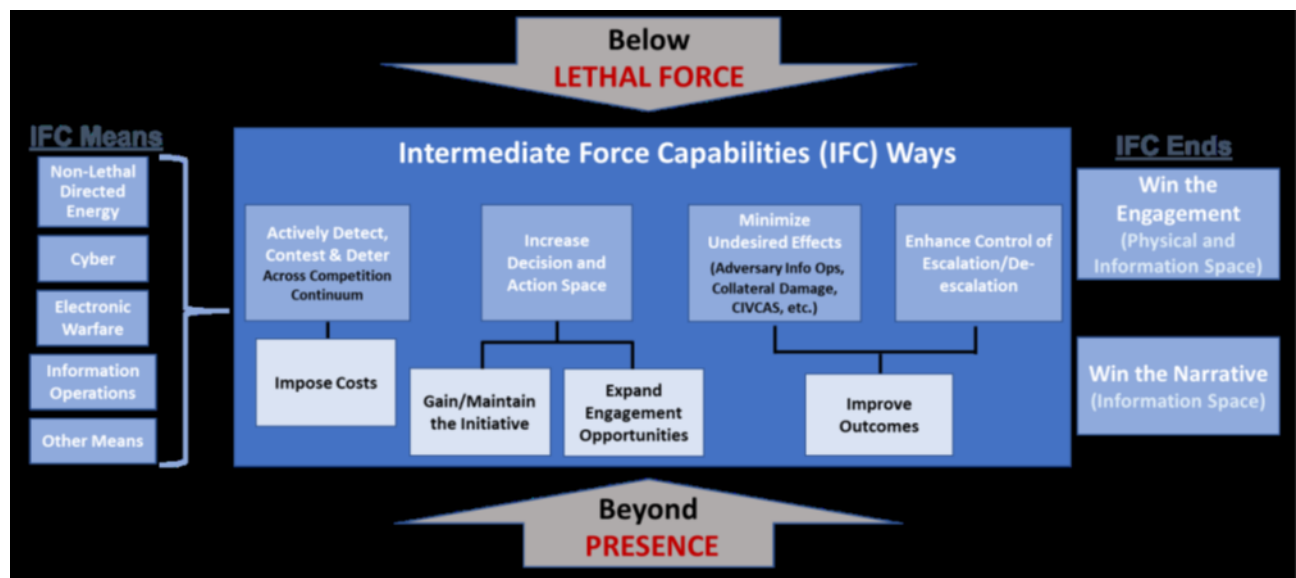 Below
LETHAL FORCE
IFC Means
Non-Lethal
Directed
Energy
Cyber
Electronic
Warfare
Information
Operations
Other Means
Intermediate Force Capabilities (IFC) Ways
Actively Detect,
Contest & Deter
Across Competition
Continuum
Impose Costs
Increase
Decision and
Action Space
Gain/Maintain
the Initiative
Expand
Engagement
Opportunities
Minimize
Undesired Effects
(Adversary Info Ops,
Collateral Damage,
CIVCAS, etc.)
Enhance Control of
Escalation/De-
escalation
Improve
Outcomes
IFC Ends
Win the
Engagement
(Physical and
Information Space)
Win the Narrative
(Information Space)
Beyond
PRESENCE